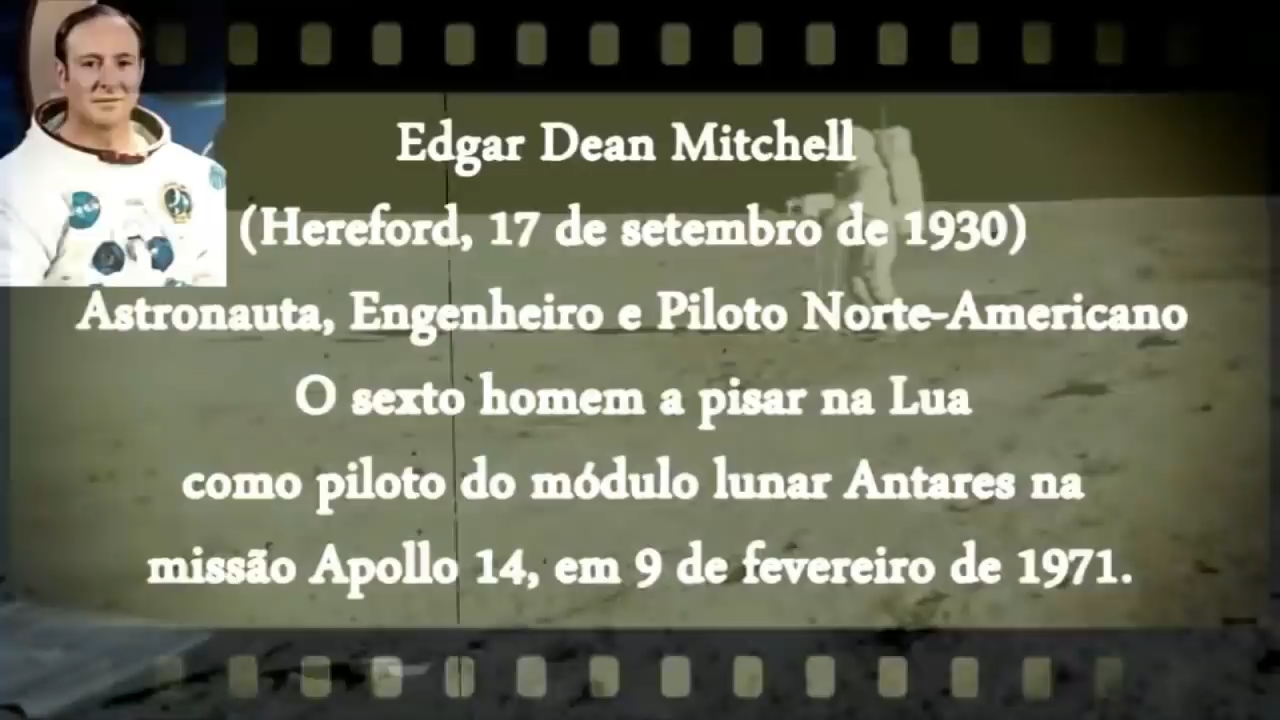 Edgar Dean Mitchell
(Hereford, 17 de setembro de 1930)
Astronauta, Engenheiro e Piloto Norte-Americano
O sexto homem a pisar na Lua
como piloto do módulo lunar Antares na
missão Apollo 14, em 9 de fevereiro de 1971.